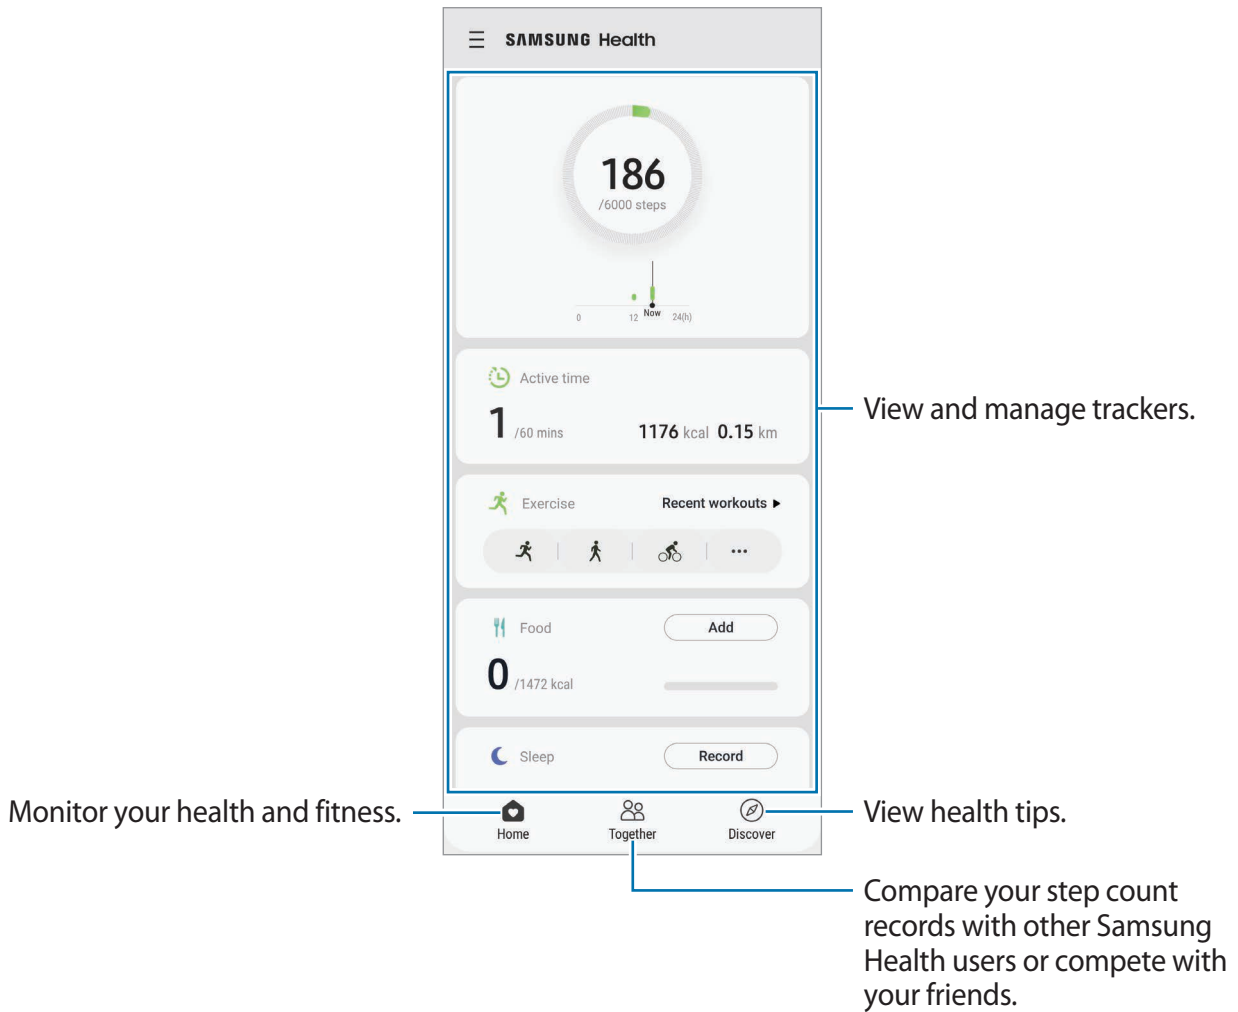 SAMSUNG Health
186
/6000 steps
0 12 Now 24(h)
Active time
1 /60 mins 1176 kcal 0.15 km
View and manage trackers.
Exercise Recent workouts
Food Add
0 /1472 kcal
Sleep Record
Monitor your health and fitness.
Home Together Discover
View health tips.
Compare your step count
records with other Samsung
Health users or compete with
your friends.